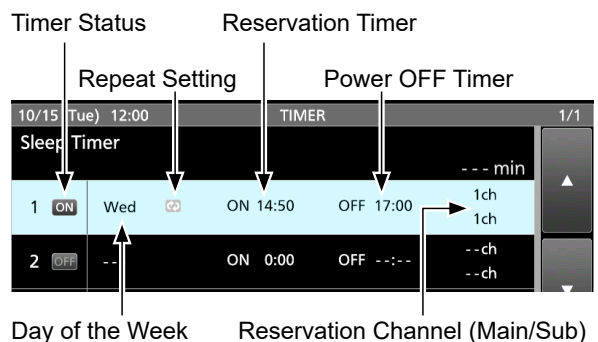 Timer Status Reservation Timer
Repeat Setting Power OFF Timer
10/15 (Tue) 12:00 TIMER 1/1
Sleep Timer
- - - min
1 ON Wed ON 14:50 OFF 17:00 1ch
1ch
2 OFF - - ON 0:00 OFF --:-- --ch
--ch
Day of the Week Reservation Channel (Main/Sub)